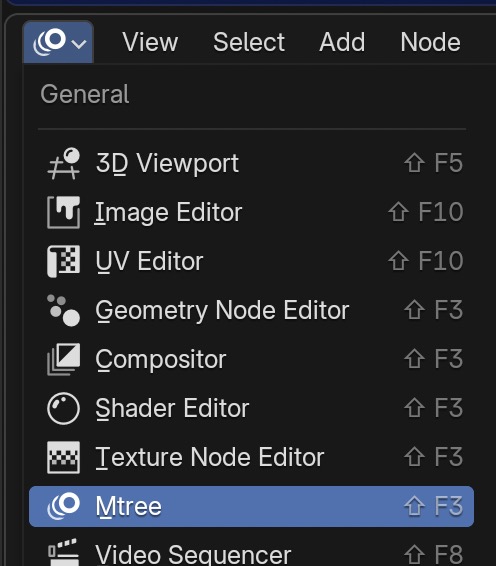 View Select Add Node
General
3D Viewport ⇧ F5
Image Editor ⇧ F10
UV Editor ⇧ F10
Geometry Node Editor ⇧ F3
Compositor ⇧ F3
Shader Editor ⇧ F3
Texture Node Editor ⇧ F3
Mtree ⇧ F3
Video Sequencer ⇧ F8